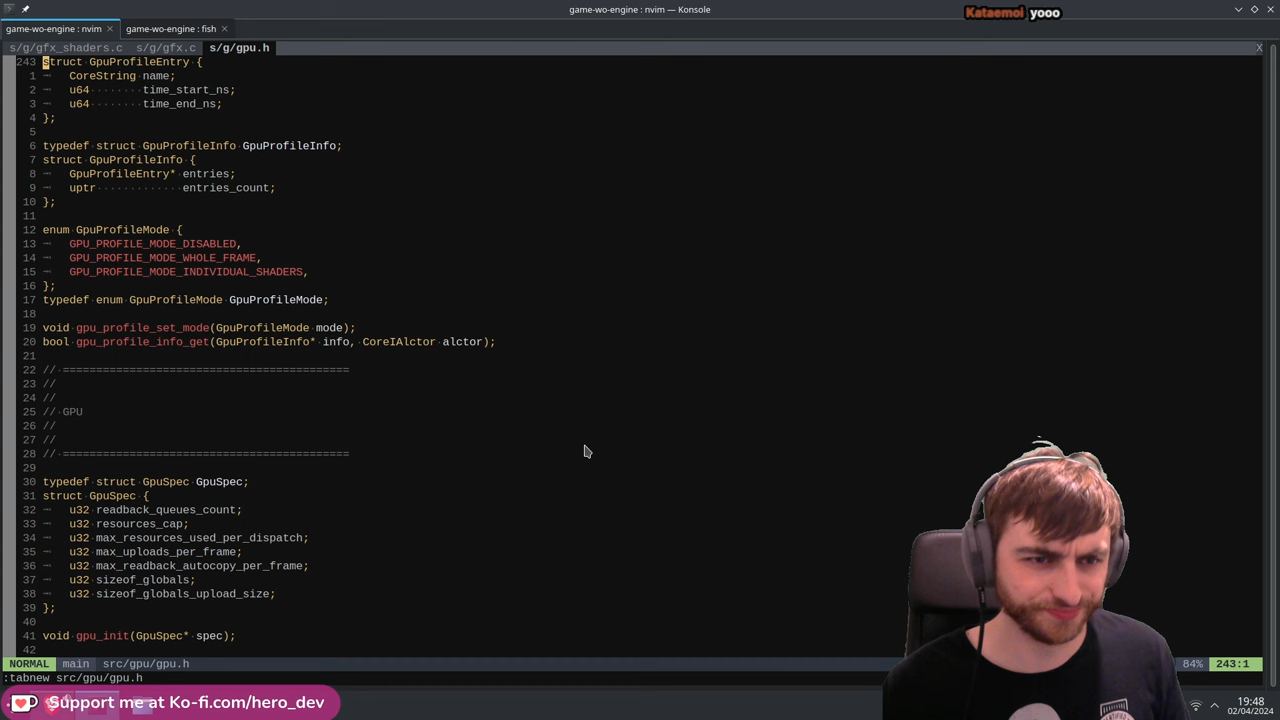 game-wo-engine : nvim — Konsole
Kataemoi yooo
game-wo-engine : nvim
game-wo-engine : fish
s/g/gfx_shaders.c s/g/gfx.c s/g/gpu.h X
243 struct GpuProfileEntry {
1 CoreString name;
2 u64 time_start_ns;
3 u64 time_end_ns;
4 };
5
6 typedef struct GpuProfileInfo GpuProfileInfo;
7 struct GpuProfileInfo {
8 GpuProfileEntry* entries;
9 uptr entries_count;
10 };
11
12 enum GpuProfileMode {
13 GPU_PROFILE_MODE_DISABLED,
14 GPU_PROFILE_MODE_WHOLE_FRAME,
15 GPU_PROFILE_MODE_INDIVIDUAL_SHADERS,
16 };
17 typedef enum GpuProfileMode GpuProfileMode;
18
19 void gpu_profile_set_mode(GpuProfileMode mode);
20 bool gpu_profile_info_get(GpuProfileInfo* info, CoreIAlctor alctor);
21
22 // ===========================================
23 //
24 //
25 // GPU
26 //
27 //
28 // ===========================================
29
30 typedef struct GpuSpec GpuSpec;
31 struct GpuSpec {
32 u32 readback_queues_count;
33 u32 resources_cap;
34 u32 max_resources_used_per_dispatch;
35 u32 max_uploads_per_frame;
36 u32 max_readback_autocopy_per_frame;
37 u32 sizeof_globals;
38 u32 sizeof_globals_upload_size;
39 };
40
41 void gpu_init(GpuSpec* spec);
42
NORMAL main src/gpu/gpu.h 84% 243:1
:tabnew src/gpu/gpu.h
Support me at Ko-fi.com/hero_dev
19:48
02/04/2024